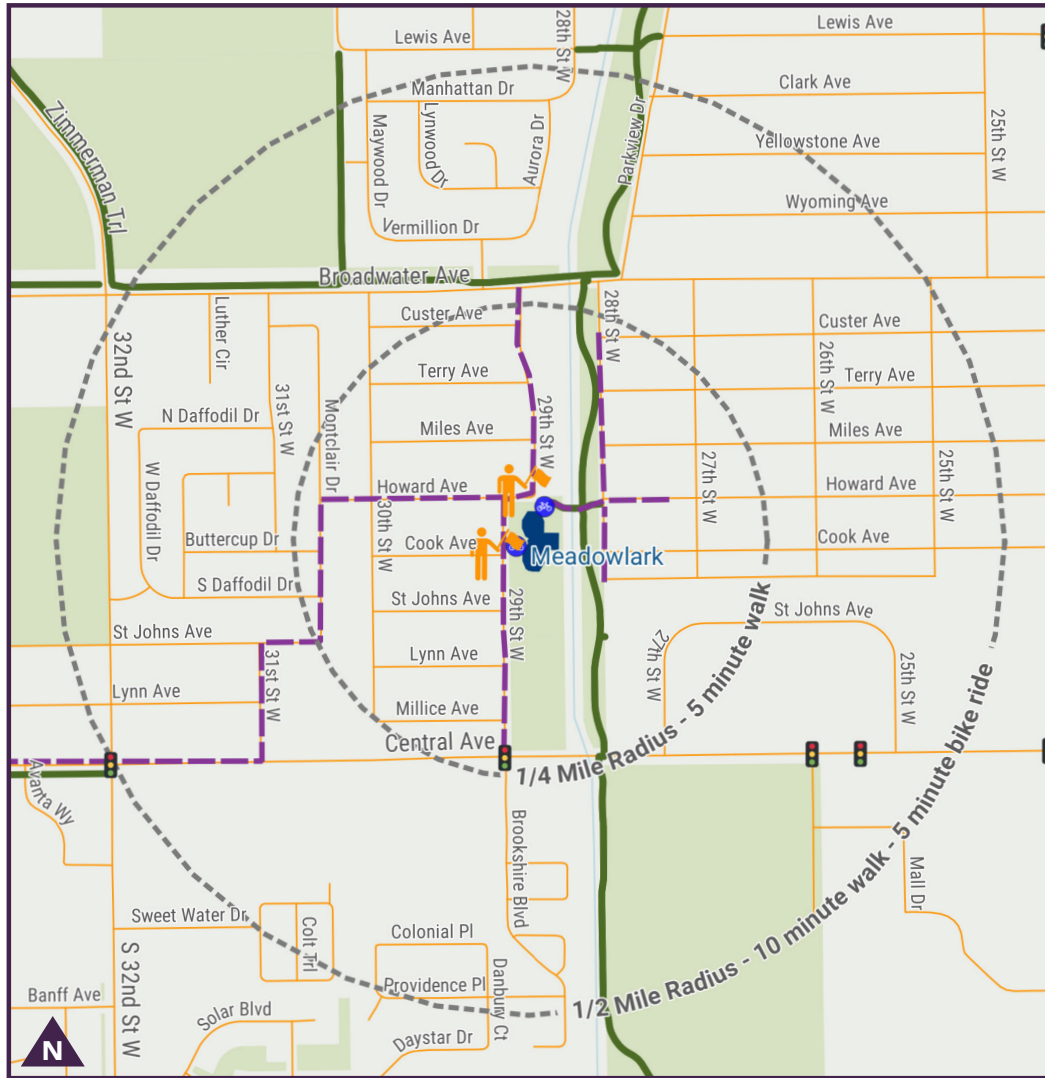 Lewis Ave
28th St W
Lewis Ave
Manhattan Dr
Clark Ave
Zimmerman Trl
Maywood Dr
Lynwood Dr
Aurora Dr
Parkview Dr
Yellowstone Ave
25th St W
Wyoming Ave
Vermillion Dr
Broadwater Ave
Luther Cir
Custer Ave
28th St W
Custer Ave
32nd St W
31st St W
Terry Ave
26th St W
Terry Ave
Montclair Dr
29th St W
N Daffodil Dr
Miles Ave
Miles Ave
W Daffodil Dr
Howard Ave
27th St W
Howard Ave
25th St W
30th St W
Buttercup Dr
Cook Ave
Meadowlark
Cook Ave
S Daffodil Dr
St Johns Ave
29th St W
St Johns Ave
St Johns Ave
27th St W
25th St W
Lynn Ave
31st St W
Lynn Ave
Millice Ave
Central Ave
1/4 Mile Radius - 5 minute walk
Avanta Wy
Brookshire Blvd
Mall Dr
Sweet Water Dr
Colt Trl
Colonial Pl
S 32nd St W
Danbury Ct
Providence Pl
1/2 Mile Radius - 10 minute walk - 5 minute bike ride
Banff Ave
Solar Blvd
Daystar Dr
N